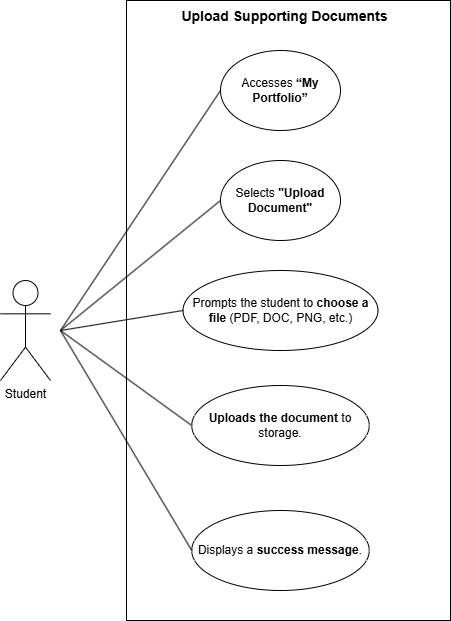 Upload Supporting Documents
Accesses “My
Portfolio”
Selects "Upload
Document"
Prompts the student to choose a
file (PDF, DOC, PNG, etc.)
Student
Uploads the document to
storage.
Displays a success message.